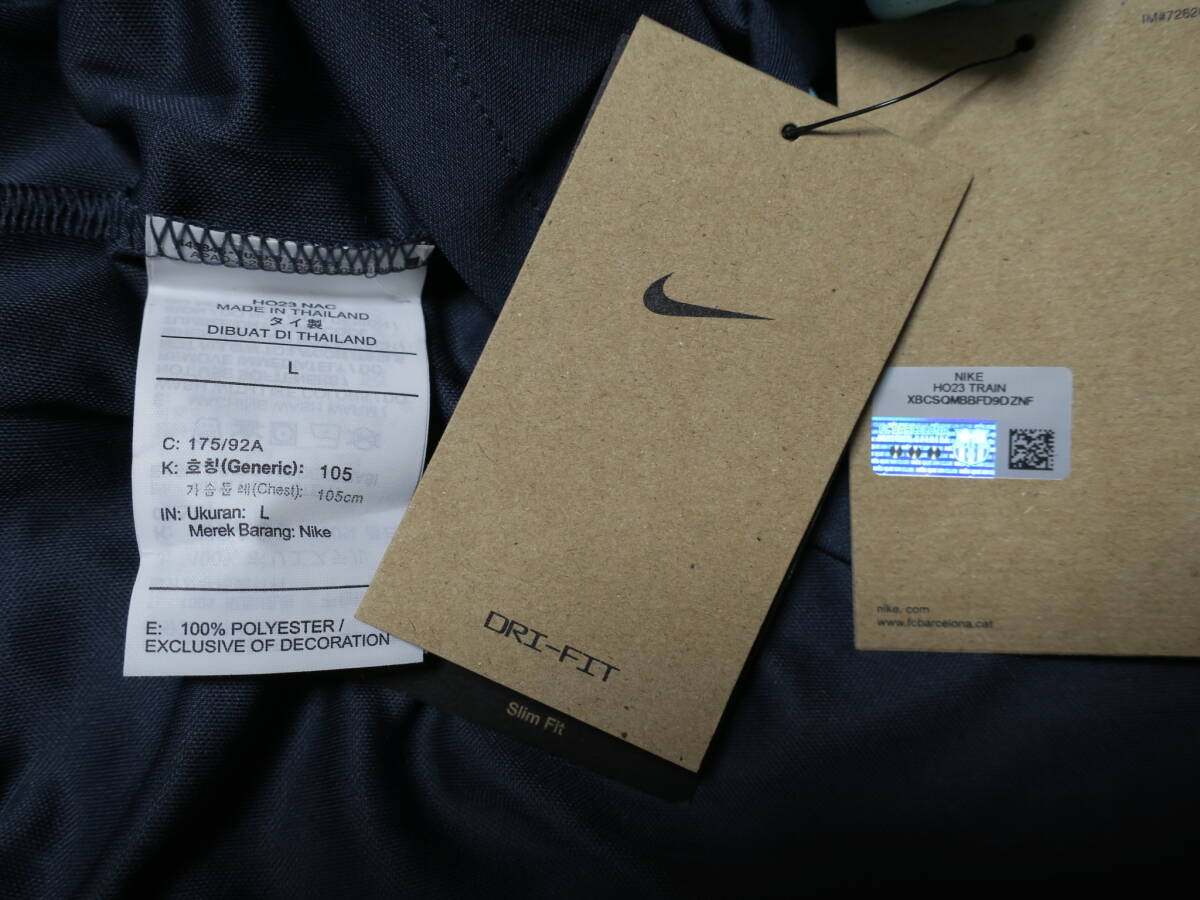 HO23 NAC
MADE IN THAILAND
タイ製
DIBUAT DI THAILAND
L
C: 175/92A
K: 호칭(Generic): 105
가슴둘레(Chest): 105cm
IN: Ukuran: L
Merek Barang: Nike
E: 100% POLYESTER /
EXCLUSIVE OF DECORATION
DRI-FIT
Slim Fit
NIKE
HO23 TRAIN
XBCSQMBBFD9DZNF
nike.com
www.fcbarcelona.cat